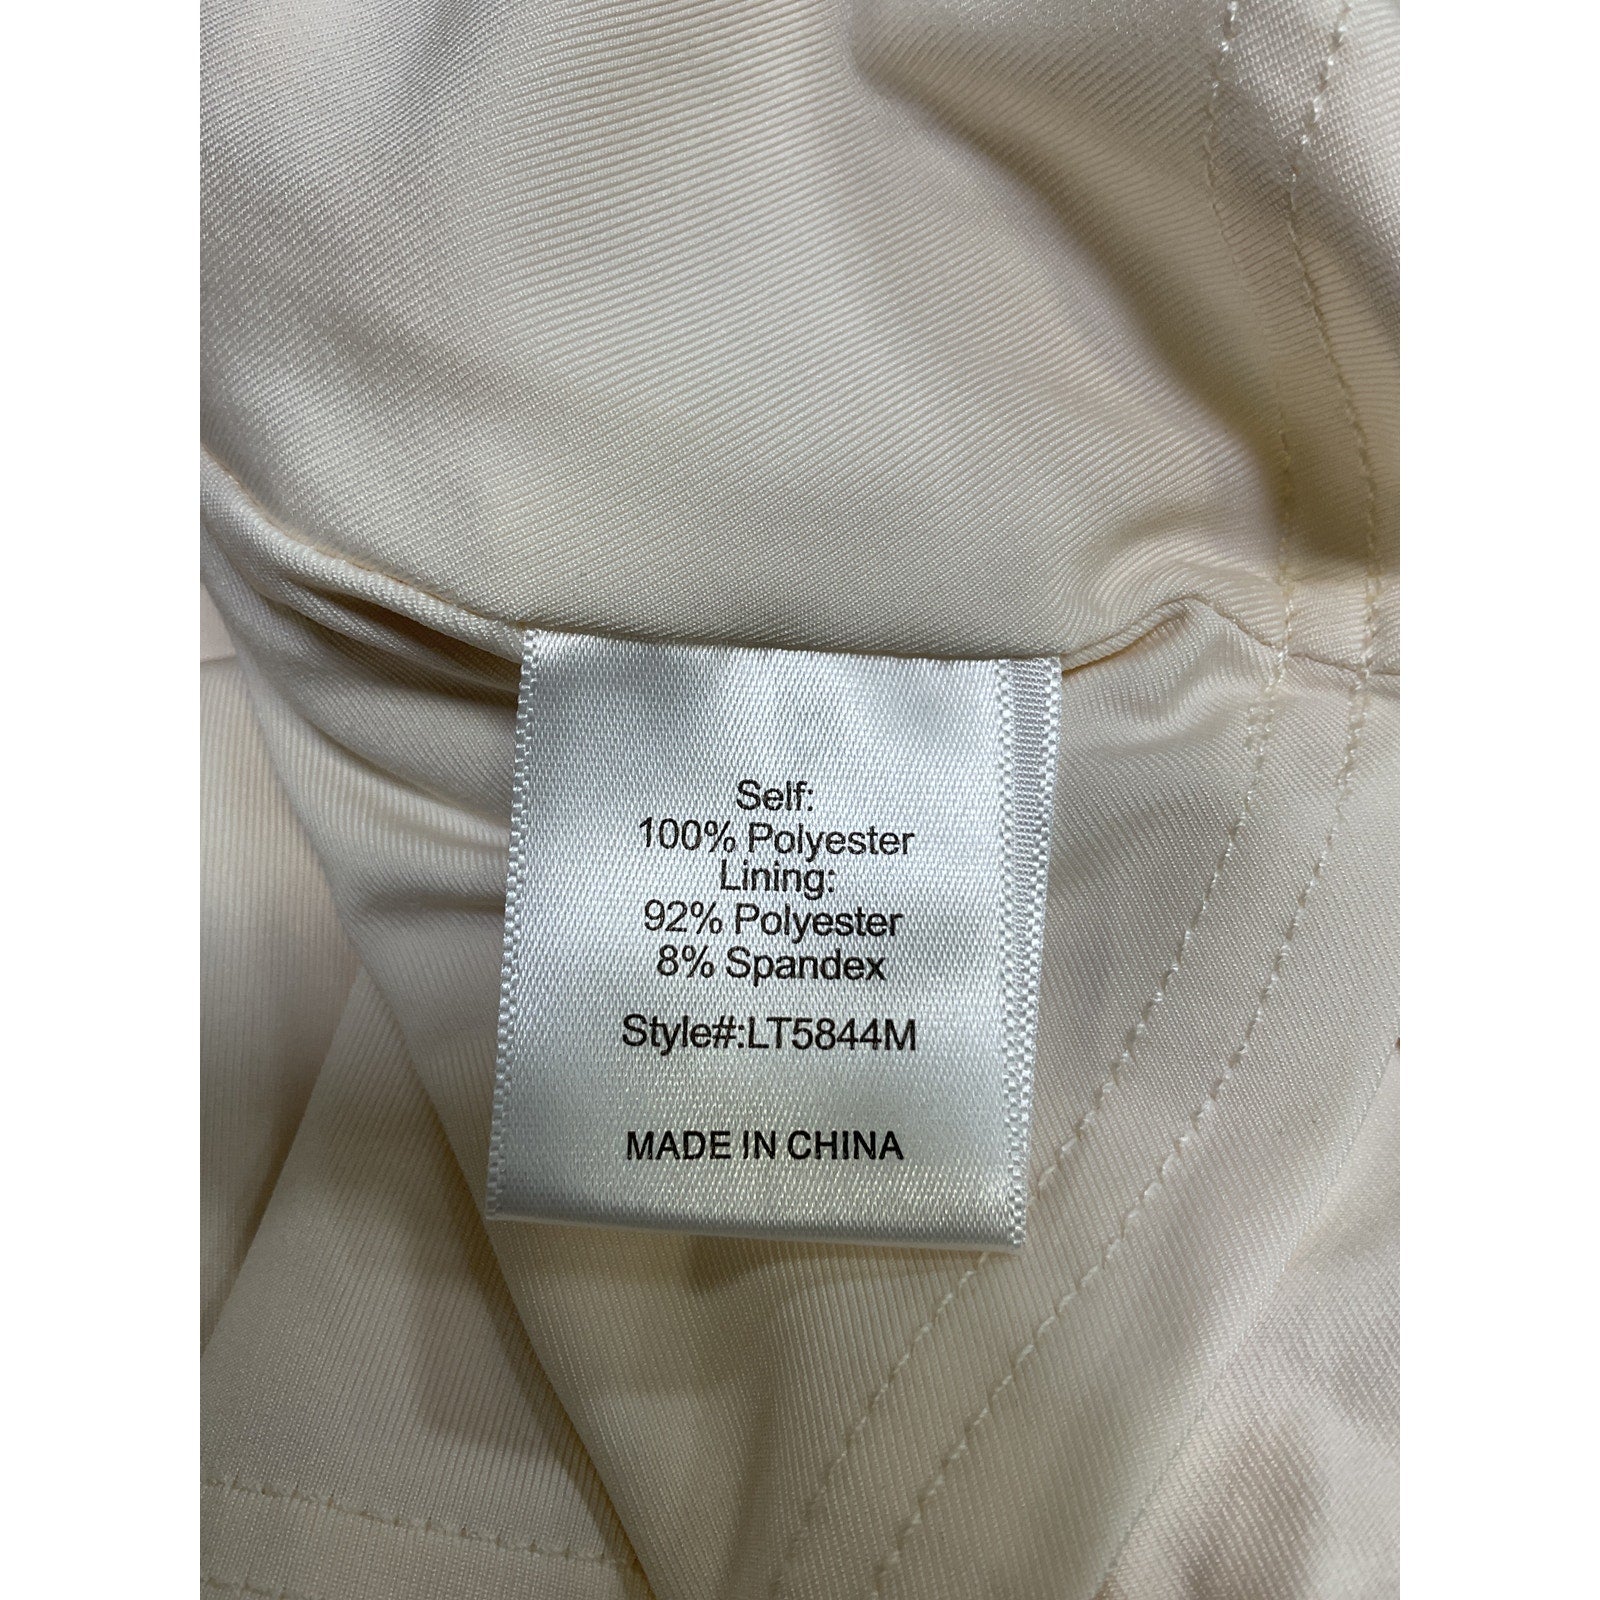 Self:
100% Polyester
Lining:
92% Polyester
8% Spandex
Style#:LT5844M
MADE IN CHINA